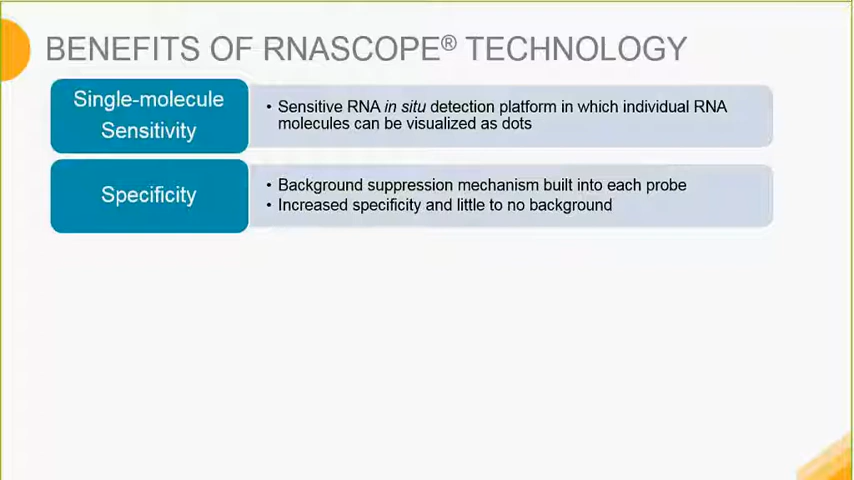 BENEFITS OF RNASCOPE® TECHNOLOGY
Single-molecule
Sensitivity
• Sensitive RNA in situ detection platform in which individual RNA
molecules can be visualized as dots
Specificity
• Background suppression mechanism built into each probe
• Increased specificity and little to no background